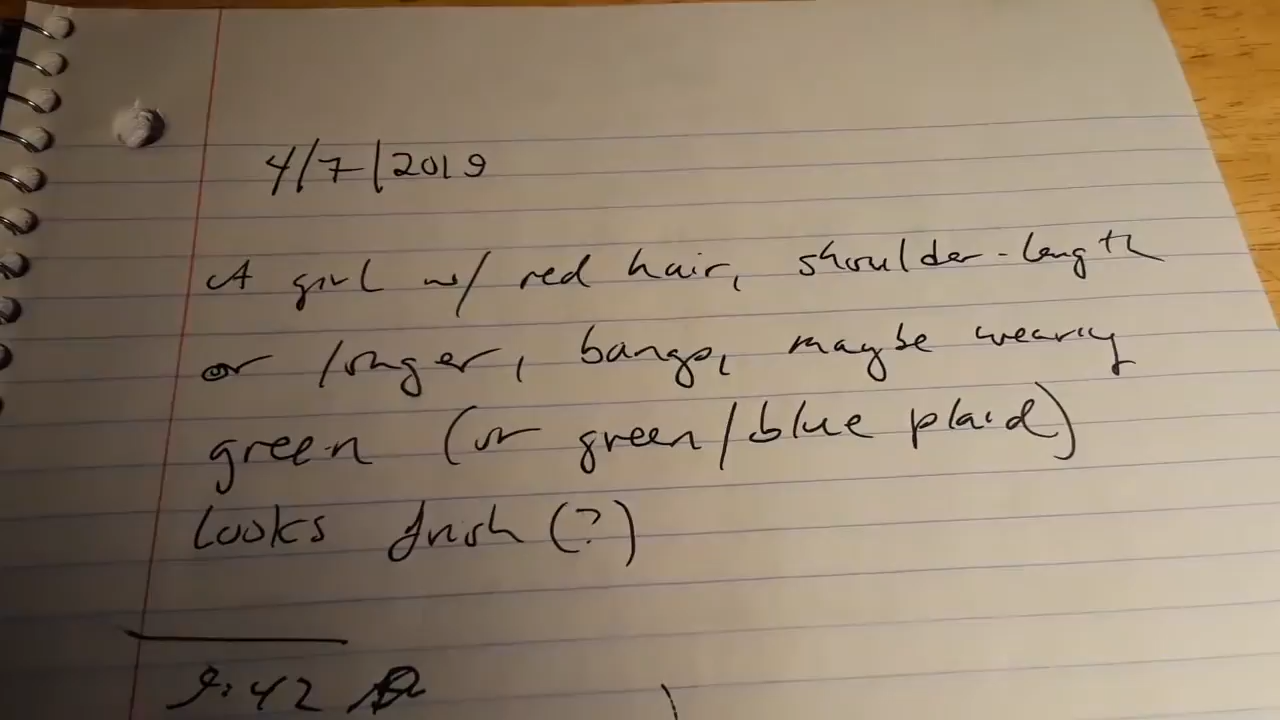 4/7/2019
A girl w/ red hair, shoulder-length
or longer, bangs, maybe wearing
green (or green/blue plaid)
looks Irish (?)
9:42